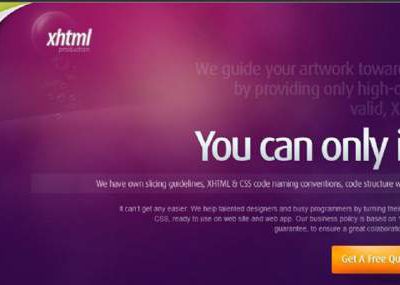 xhtml
production
We guide your artwork towar
by providing only high-q
valid, X
You can only i
We have own slicing guidelines, XHTML & CSS code naming conventions, code structure w
It can't get any easier. We help talented designers and busy programmers by turning their
CSS, ready to use on web site and web app. Our business policy is based on
guarantee, to ensure a great collaboratio
Get A Free Qu